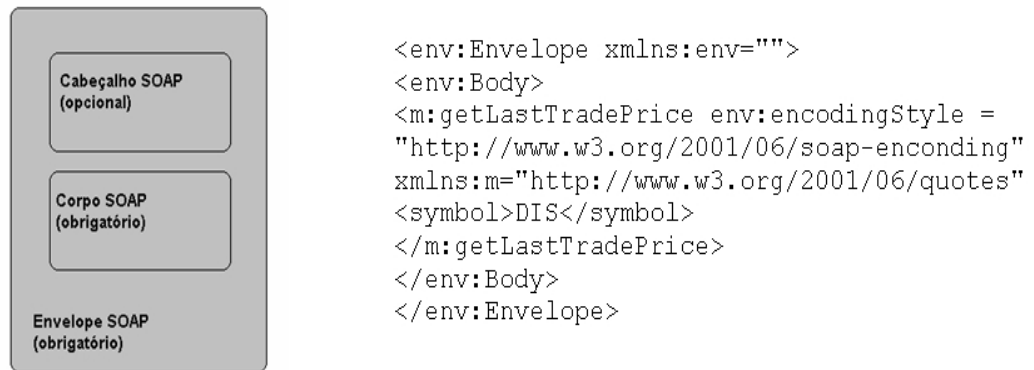 Cabeçalho SOAP
(opcional)
Corpo SOAP
(obrigatório)
Envelope SOAP
(obrigatório)
<env:Envelope xmlns:env="">
<env:Body>
<m:getLastTradePrice env:encodingStyle =
"http://www.w3.org/2001/06/soap-enconding"
xmlns:m="http://www.w3.org/2001/06/quotes"
<symbol>DIS</symbol>
</m:getLastTradePrice>
</env:Body>
</env:Envelope>